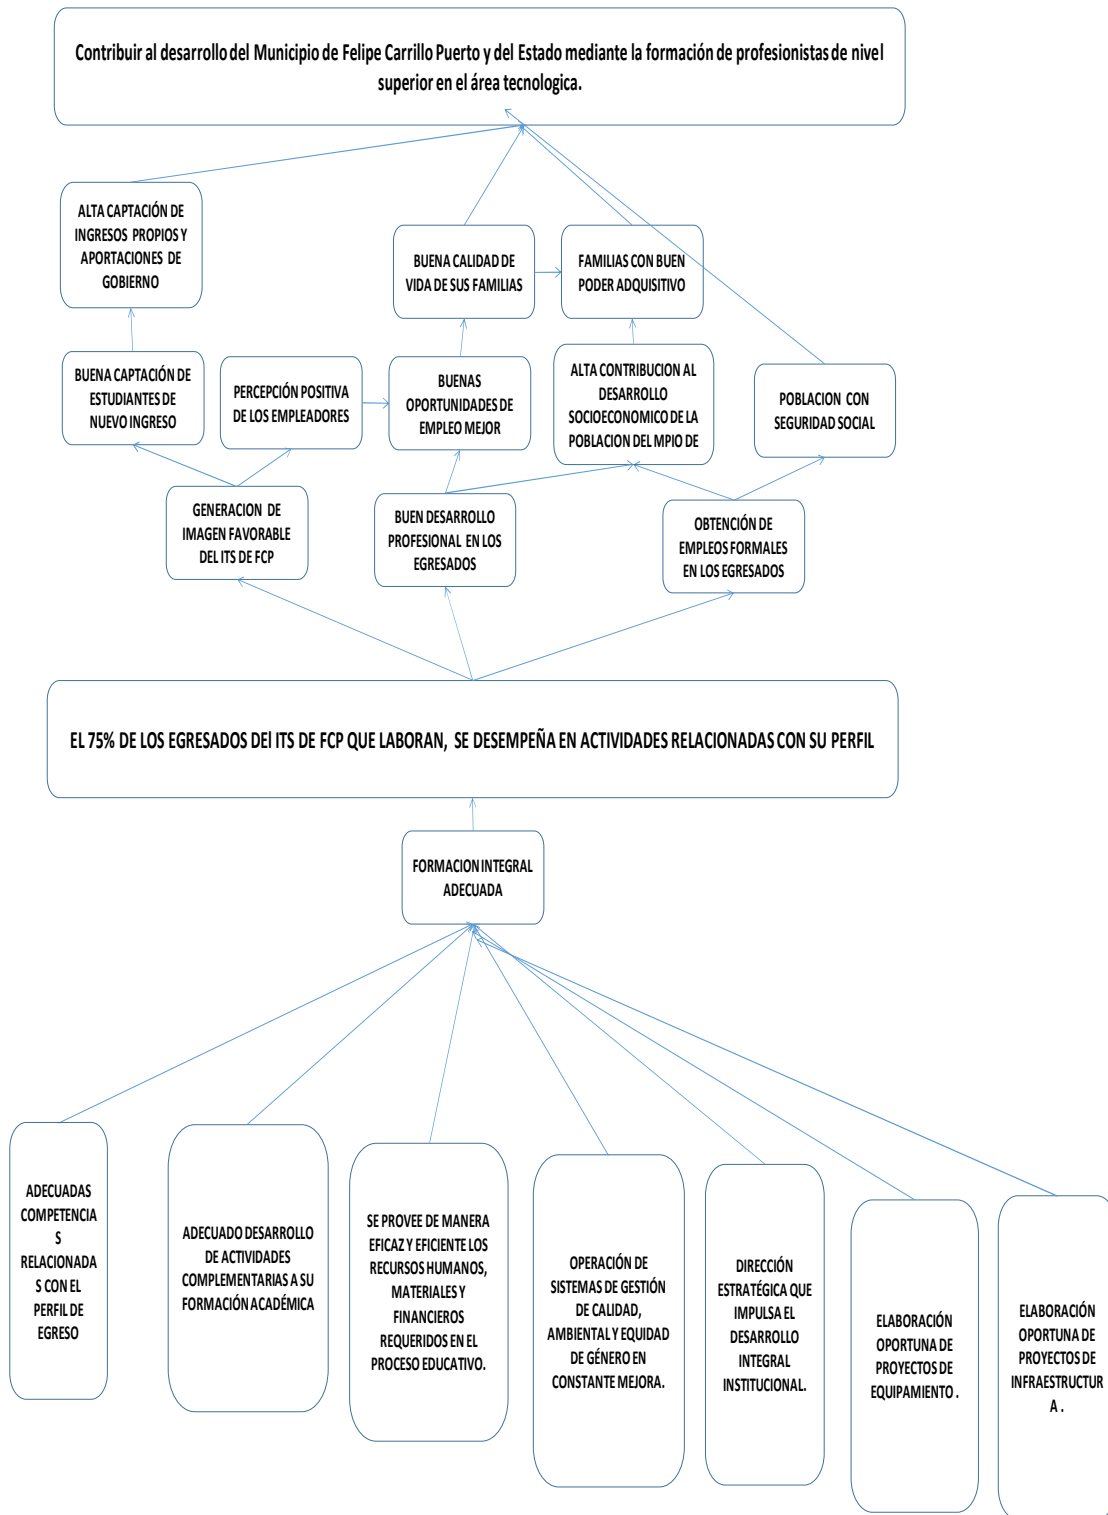 Contribuir al desarrollo del Municipio de Felipe Carrillo Puerto y del Estado mediante la formación de profesionistas de nivel
superior en el área tecnologica.
ALTA CAPTACIÓN DE
INGRESOS PROPIOS Y
APORTACIONES DE
GOBIERNO
BUENA CALIDAD DE
VIDA DE SUS FAMILIAS
FAMILIAS CON BUEN
PODER ADQUISITIVO
BUENA CAPTACIÓN DE
ESTUDIANTES DE
NUEVO INGRESO
PERCEPCIÓN POSITIVA
DE LOS EMPLEADORES
BUENAS
OPORTUNIDADES DE
EMPLEO MEJOR
ALTA CONTRIBUCION AL
DESARROLLO
SOCIOECONOMICO DE LA
POBLACION DEL MPIO DE
POBLACION CON
SEGURIDAD SOCIAL
GENERACION DE
IMAGEN FAVORABLE
DEL ITS DE FCP
BUEN DESARROLLO
PROFESIONAL EN LOS
EGRESADOS
OBTENCIÓN DE
EMPLEOS FORMALES
EN LOS EGRESADOS
EL 75% DE LOS EGRESADOS DEl ITS DE FCP QUE LABORAN, SE DESEMPEÑA EN ACTIVIDADES RELACIONADAS CON SU PERFIL
FORMACION INTEGRAL
ADECUADA
ADECUADAS
COMPETENCIA
S
RELACIONADA
S CON EL
PERFIL DE
EGRESO
ADECUADO DESARROLLO
DE ACTIVIDADES
COMPLEMENTARIAS A SU
FORMACIÓN ACADÉMICA
SE PROVEE DE MANERA
EFICAZ Y EFICIENTE LOS
RECURSOS HUMANOS,
MATERIALES Y
FINANCIEROS
REQUERIDOS EN EL
PROCESO EDUCATIVO.
OPERACIÓN DE
SISTEMAS DE GESTIÓN
DE CALIDAD,
AMBIENTAL Y EQUIDAD
DE GÉNERO EN
CONSTANTE MEJORA.
DIRECCIÓN
ESTRATÉGICA QUE
IMPULSA EL
DESARROLLO
INTEGRAL
INSTITUCIONAL.
ELABORACIÓN
OPORTUNA DE
PROYECTOS DE
EQUIPAMIENTO .
ELABORACIÓN
OPORTUNA DE
PROYECTOS DE
INFRAESTRUCTUR
A .